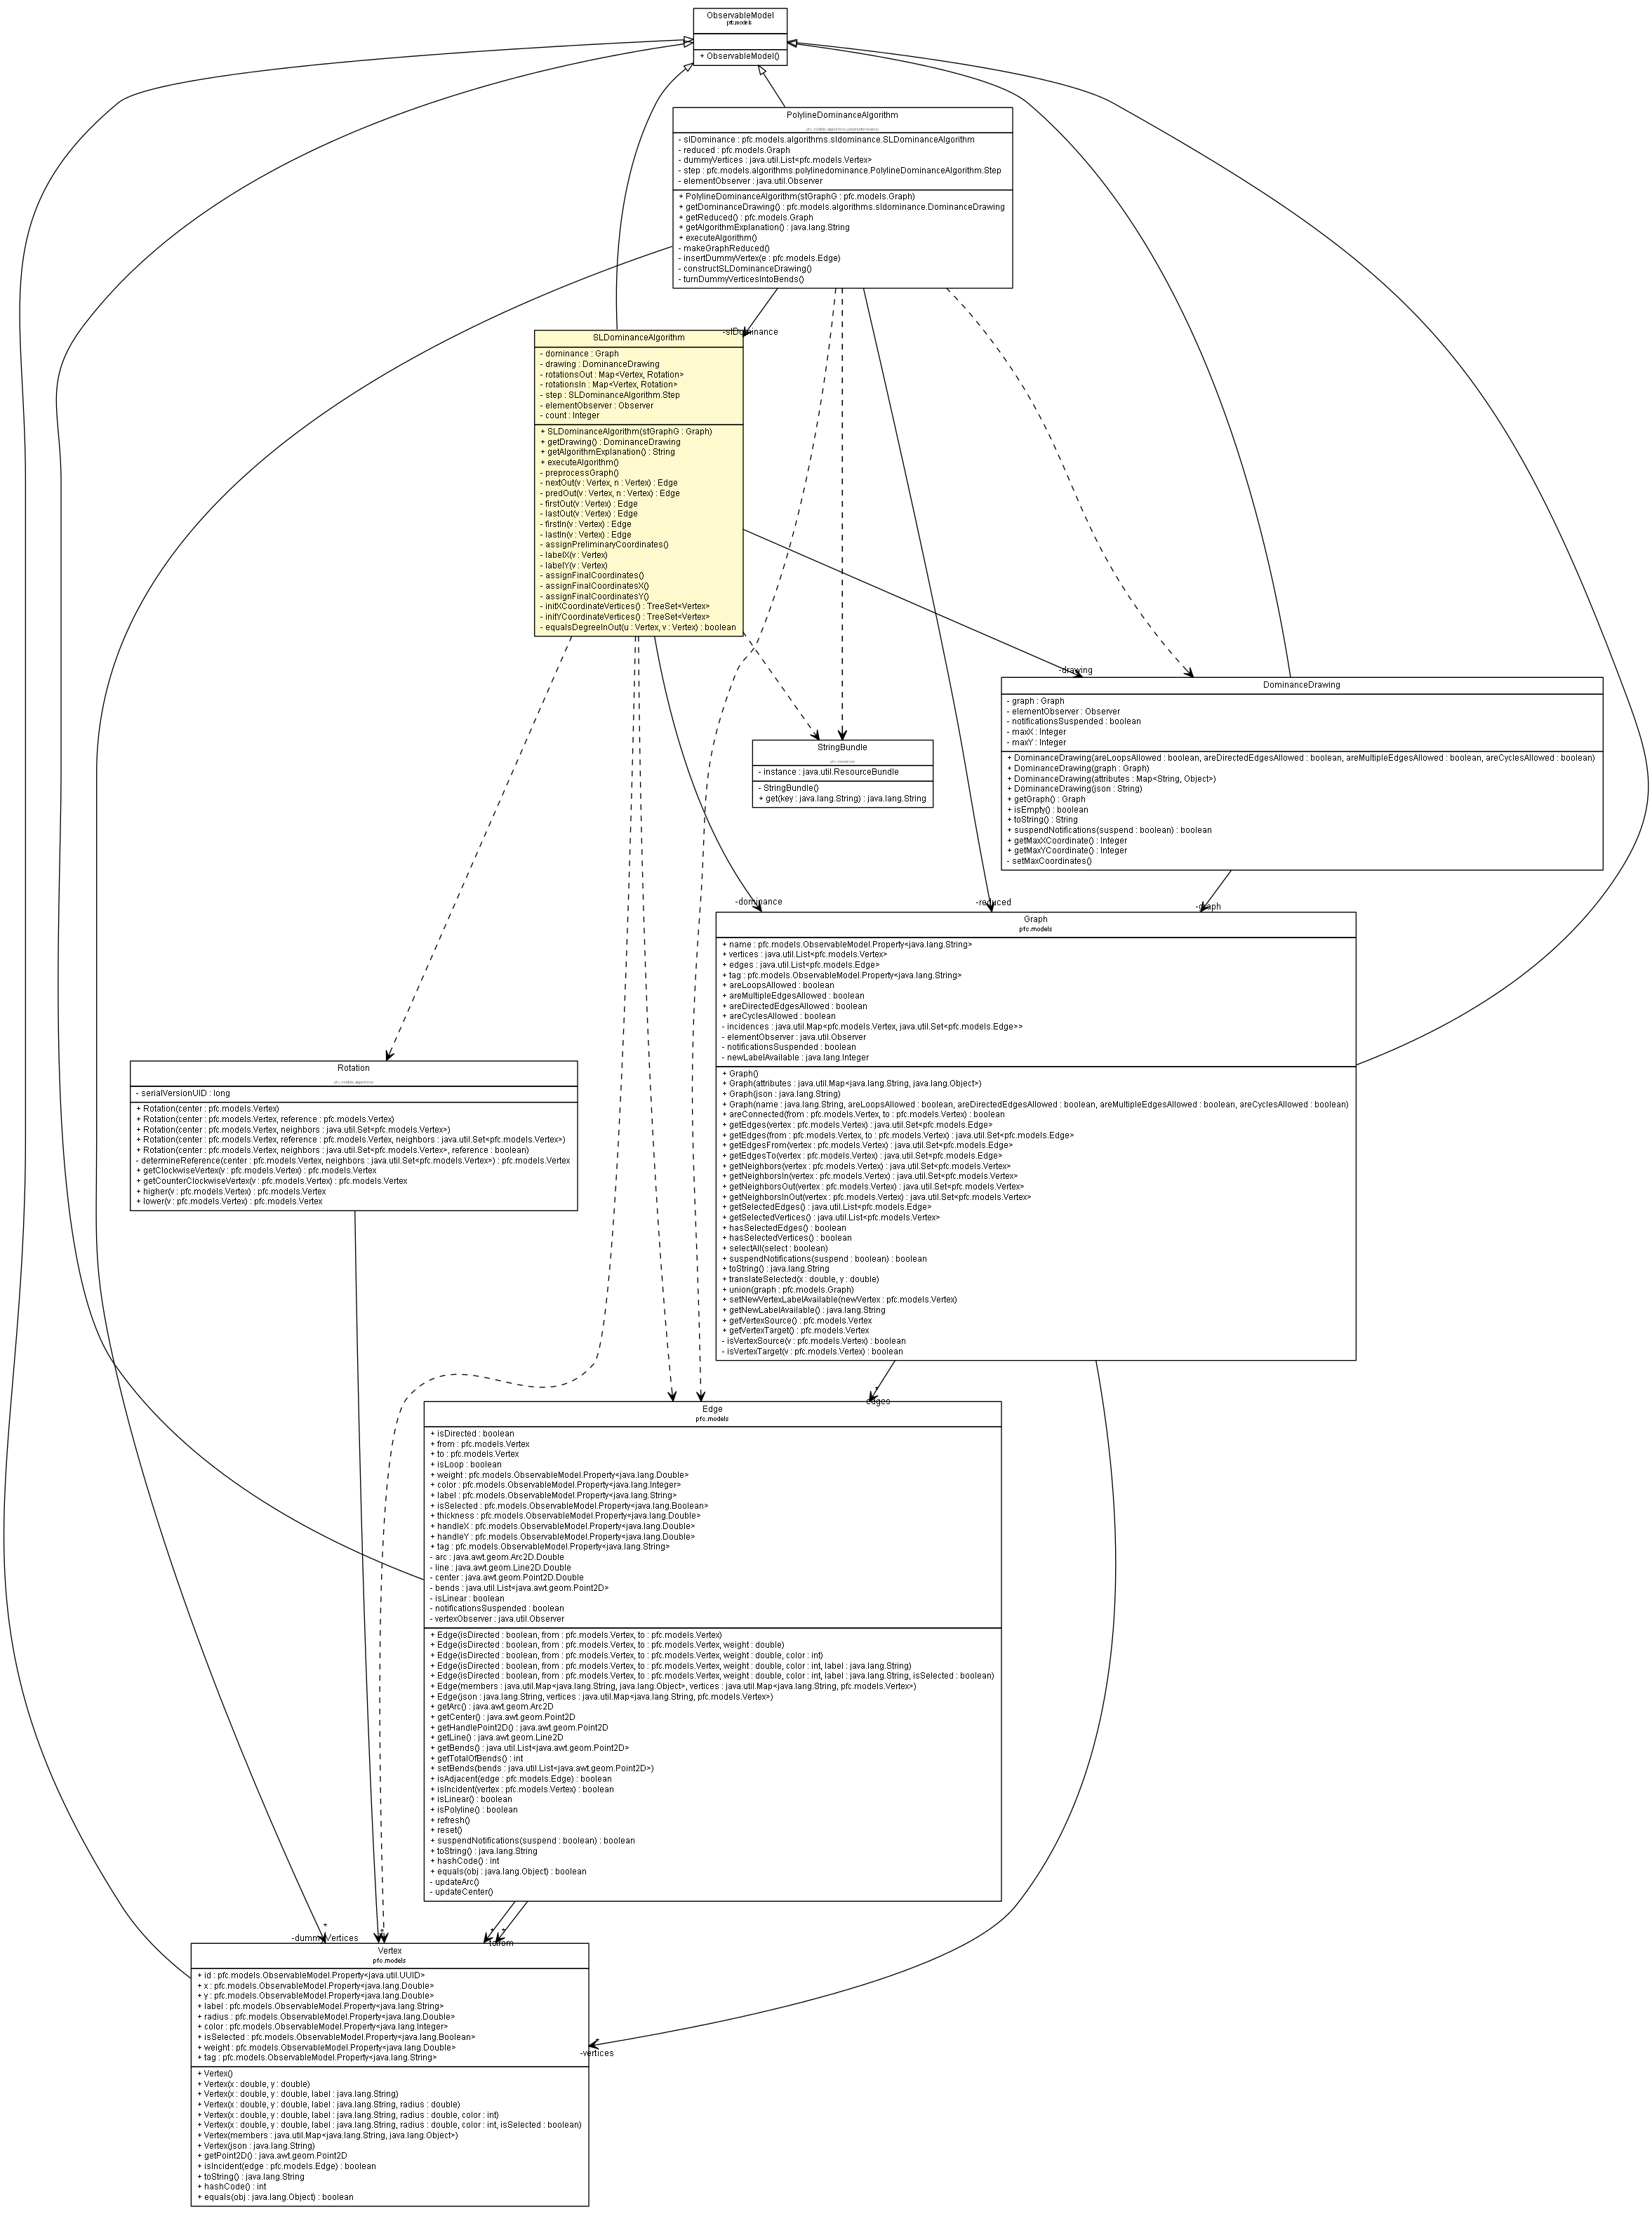 ObservableModel
pfc.models
+ ObservableModel()
PolylineDominanceAlgorithm
pfc.models.algorithms.polylinedominance
- slDominance : pfc.models.algorithms.sldominance.SLDominanceAlgorithm
- reduced : pfc.models.Graph
- dummyVertices : java.util.List<pfc.models.Vertex>
- step : pfc.models.algorithms.polylinedominance.PolylineDominanceAlgorithm.Step
- elementObserver : java.util.Observer
+ PolylineDominanceAlgorithm(stGraphG : pfc.models.Graph)
+ getDominanceDrawing() : pfc.models.algorithms.sldominance.DominanceDrawing
+ getReduced() : pfc.models.Graph
+ getAlgorithmExplanation() : java.lang.String
+ executeAlgorithm()
- makeGraphReduced()
- insertDummyVertex(e : pfc.models.Edge)
- constructSLDominanceDrawing()
- turnDummyVerticesIntoBends()
-slDominance
SLDominanceAlgorithm
- dominance : Graph
- drawing : DominanceDrawing
- rotationsOut : Map<Vertex, Rotation>
- rotationsIn : Map<Vertex, Rotation>
- step : SLDominanceAlgorithm.Step
- elementObserver : Observer
- count : Integer
+ SLDominanceAlgorithm(stGraphG : Graph)
+ getDrawing() : DominanceDrawing
+ getAlgorithmExplanation() : String
+ executeAlgorithm()
- preprocessGraph()
- nextOut(v : Vertex, n : Vertex) : Edge
- predOut(v : Vertex, n : Vertex) : Edge
- firstOut(v : Vertex) : Edge
- lastOut(v : Vertex) : Edge
- firstIn(v : Vertex) : Edge
- lastIn(v : Vertex) : Edge
- assignPreliminaryCoordinates()
- labelX(v : Vertex)
- labelY(v : Vertex)
- assignFinalCoordinates()
- assignFinalCoordinatesX()
- assignFinalCoordinatesY()
- initXCoordinateVertices() : TreeSet<Vertex>
- initYCoordinateVertices() : TreeSet<Vertex>
- equalsDegreeInOut(u : Vertex, v : Vertex) : boolean
-drawing
DominanceDrawing
- graph : Graph
- elementObserver : Observer
- notificationsSuspended : boolean
- maxX : Integer
- maxY : Integer
+ DominanceDrawing(areLoopsAllowed : boolean, areDirectedEdgesAllowed : boolean, areMultipleEdgesAllowed : boolean, areCyclesAllowed : boolean)
+ DominanceDrawing(graph : Graph)
+ DominanceDrawing(attributes : Map<String, Object>)
+ DominanceDrawing(json : String)
+ getGraph() : Graph
+ isEmpty() : boolean
+ toString() : String
+ suspendNotifications(suspend : boolean) : boolean
+ getMaxXCoordinate() : Integer
+ getMaxYCoordinate() : Integer
- setMaxCoordinates()
StringBundle
pfc.resources
- instance : java.util.ResourceBundle
- StringBundle()
+ get(key : java.lang.String) : java.lang.String
-dominance
-reduced
-graph
Graph
pfc.models
+ name : pfc.models.ObservableModel.Property<java.lang.String>
+ vertices : java.util.List<pfc.models.Vertex>
+ edges : java.util.List<pfc.models.Edge>
+ tag : pfc.models.ObservableModel.Property<java.lang.String>
+ areLoopsAllowed : boolean
+ areMultipleEdgesAllowed : boolean
+ areDirectedEdgesAllowed : boolean
+ areCyclesAllowed : boolean
- incidences : java.util.Map<pfc.models.Vertex, java.util.Set<pfc.models.Edge>>
- elementObserver : java.util.Observer
- notificationsSuspended : boolean
- newLabelAvailable : java.lang.Integer
+ Graph()
+ Graph(attributes : java.util.Map<java.lang.String, java.lang.Object>)
+ Graph(json : java.lang.String)
+ Graph(name : java.lang.String, areLoopsAllowed : boolean, areDirectedEdgesAllowed : boolean, areMultipleEdgesAllowed : boolean, areCyclesAllowed : boolean)
+ areConnected(from : pfc.models.Vertex, to : pfc.models.Vertex) : boolean
+ getEdges(vertex : pfc.models.Vertex) : java.util.Set<pfc.models.Edge>
+ getEdges(from : pfc.models.Vertex, to : pfc.models.Vertex) : java.util.Set<pfc.models.Edge>
+ getEdgesFrom(vertex : pfc.models.Vertex) : java.util.Set<pfc.models.Edge>
+ getEdgesTo(vertex : pfc.models.Vertex) : java.util.Set<pfc.models.Edge>
+ getNeighbors(vertex : pfc.models.Vertex) : java.util.Set<pfc.models.Vertex>
+ getNeighborsIn(vertex : pfc.models.Vertex) : java.util.Set<pfc.models.Vertex>
+ getNeighborsOut(vertex : pfc.models.Vertex) : java.util.Set<pfc.models.Vertex>
+ getNeighborsInOut(vertex : pfc.models.Vertex) : java.util.Set<pfc.models.Vertex>
+ getSelectedEdges() : java.util.List<pfc.models.Edge>
+ getSelectedVertices() : java.util.List<pfc.models.Vertex>
+ hasSelectedEdges() : boolean
+ hasSelectedVertices() : boolean
+ selectAll(select : boolean)
+ suspendNotifications(suspend : boolean) : boolean
+ toString() : java.lang.String
+ translateSelected(x : double, y : double)
+ union(graph : pfc.models.Graph)
+ setNewVertexLabelAvailable(newVertex : pfc.models.Vertex)
+ getNewLabelAvailable() : java.lang.String
+ getVertexSource() : pfc.models.Vertex
+ getVertexTarget() : pfc.models.Vertex
- isVertexSource(v : pfc.models.Vertex) : boolean
- isVertexTarget(v : pfc.models.Vertex) : boolean
Rotation
pfc.models.algorithms
- serialVersionUID : long
+ Rotation(center : pfc.models.Vertex)
+ Rotation(center : pfc.models.Vertex, reference : pfc.models.Vertex)
+ Rotation(center : pfc.models.Vertex, neighbors : java.util.Set<pfc.models.Vertex>)
+ Rotation(center : pfc.models.Vertex, reference : pfc.models.Vertex, neighbors : java.util.Set<pfc.models.Vertex>)
+ Rotation(center : pfc.models.Vertex, neighbors : java.util.Set<pfc.models.Vertex>, reference : boolean)
- determineReference(center : pfc.models.Vertex, neighbors : java.util.Set<pfc.models.Vertex>) : pfc.models.Vertex
+ getClockwiseVertex(v : pfc.models.Vertex) : pfc.models.Vertex
+ getCounterClockwiseVertex(v : pfc.models.Vertex) : pfc.models.Vertex
+ higher(v : pfc.models.Vertex) : pfc.models.Vertex
+ lower(v : pfc.models.Vertex) : pfc.models.Vertex
*
edges
Edge
pfc.models
+ isDirected : boolean
+ from : pfc.models.Vertex
+ to : pfc.models.Vertex
+ isLoop : boolean
+ weight : pfc.models.ObservableModel.Property<java.lang.Double>
+ color : pfc.models.ObservableModel.Property<java.lang.Integer>
+ label : pfc.models.ObservableModel.Property<java.lang.String>
+ isSelected : pfc.models.ObservableModel.Property<java.lang.Boolean>
+ thickness : pfc.models.ObservableModel.Property<java.lang.Double>
+ handleX : pfc.models.ObservableModel.Property<java.lang.Double>
+ handleY : pfc.models.ObservableModel.Property<java.lang.Double>
+ tag : pfc.models.ObservableModel.Property<java.lang.String>
- arc : java.awt.geom.Arc2D.Double
- line : java.awt.geom.Line2D.Double
- center : java.awt.geom.Point2D.Double
- bends : java.util.List<java.awt.geom.Point2D>
- isLinear : boolean
- notificationsSuspended : boolean
- vertexObserver : java.util.Observer
+ Edge(isDirected : boolean, from : pfc.models.Vertex, to : pfc.models.Vertex)
+ Edge(isDirected : boolean, from : pfc.models.Vertex, to : pfc.models.Vertex, weight : double)
+ Edge(isDirected : boolean, from : pfc.models.Vertex, to : pfc.models.Vertex, weight : double, color : int)
+ Edge(isDirected : boolean, from : pfc.models.Vertex, to : pfc.models.Vertex, weight : double, color : int, label : java.lang.String)
+ Edge(isDirected : boolean, from : pfc.models.Vertex, to : pfc.models.Vertex, weight : double, color : int, label : java.lang.String, isSelected : boolean)
+ Edge(members : java.util.Map<java.lang.String, java.lang.Object>, vertices : java.util.Map<java.lang.String, pfc.models.Vertex>)
+ Edge(json : java.lang.String, vertices : java.util.Map<java.lang.String, pfc.models.Vertex>)
+ getArc() : java.awt.geom.Arc2D
+ getCenter() : java.awt.geom.Point2D
+ getHandlePoint2D() : java.awt.geom.Point2D
+ getLine() : java.awt.geom.Line2D
+ getBends() : java.util.List<java.awt.geom.Point2D>
+ getTotalOfBends() : int
+ setBends(bends : java.util.List<java.awt.geom.Point2D>)
+ isAdjacent(edge : pfc.models.Edge) : boolean
+ isIncident(vertex : pfc.models.Vertex) : boolean
+ isLinear() : boolean
+ isPolyline() : boolean
+ refresh()
+ reset()
+ suspendNotifications(suspend : boolean) : boolean
+ toString() : java.lang.String
+ hashCode() : int
+ equals(obj : java.lang.Object) : boolean
- updateArc()
- updateCenter()
*
-dummyVertices
Vertex
pfc.models
+ id : pfc.models.ObservableModel.Property<java.util.UUID>
+ x : pfc.models.ObservableModel.Property<java.lang.Double>
+ y : pfc.models.ObservableModel.Property<java.lang.Double>
+ label : pfc.models.ObservableModel.Property<java.lang.String>
+ radius : pfc.models.ObservableModel.Property<java.lang.Double>
+ color : pfc.models.ObservableModel.Property<java.lang.Integer>
+ isSelected : pfc.models.ObservableModel.Property<java.lang.Boolean>
+ weight : pfc.models.ObservableModel.Property<java.lang.Double>
+ tag : pfc.models.ObservableModel.Property<java.lang.String>
-vertices
+ Vertex()
+ Vertex(x : double, y : double)
+ Vertex(x : double, y : double, label : java.lang.String)
+ Vertex(x : double, y : double, label : java.lang.String, radius : double)
+ Vertex(x : double, y : double, label : java.lang.String, radius : double, color : int)
+ Vertex(x : double, y : double, label : java.lang.String, radius : double, color : int, isSelected : boolean)
+ Vertex(members : java.util.Map<java.lang.String, java.lang.Object>)
+ Vertex(json : java.lang.String)
+ getPoint2D() : java.awt.geom.Point2D
+ isIncident(edge : pfc.models.Edge) : boolean
+ toString() : java.lang.String
+ hashCode() : int
+ equals(obj : java.lang.Object) : boolean